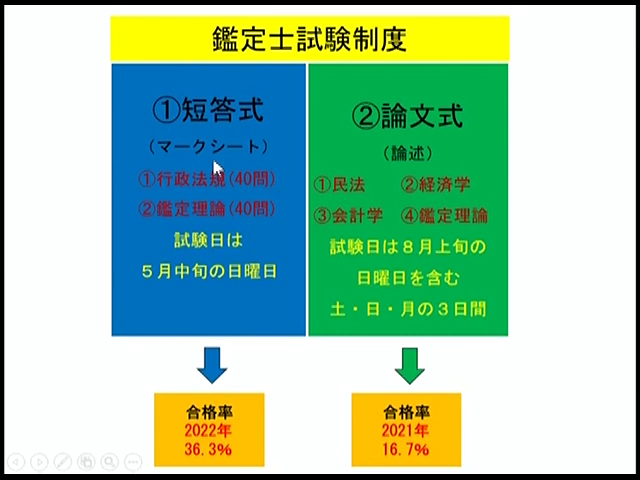 鑑定士試験制度
①短答式
(マークシート)
①行政法規(40問)
②鑑定理論(40問)
試験日は
５月中旬の日曜日
②論文式
(論述)
①民法 ②経済学
③会計学 ④鑑定理論
試験日は８月上旬の
日曜日を含む
土・日・月の３日間
合格率
2022年
36.3%
合格率
2021年
16.7%